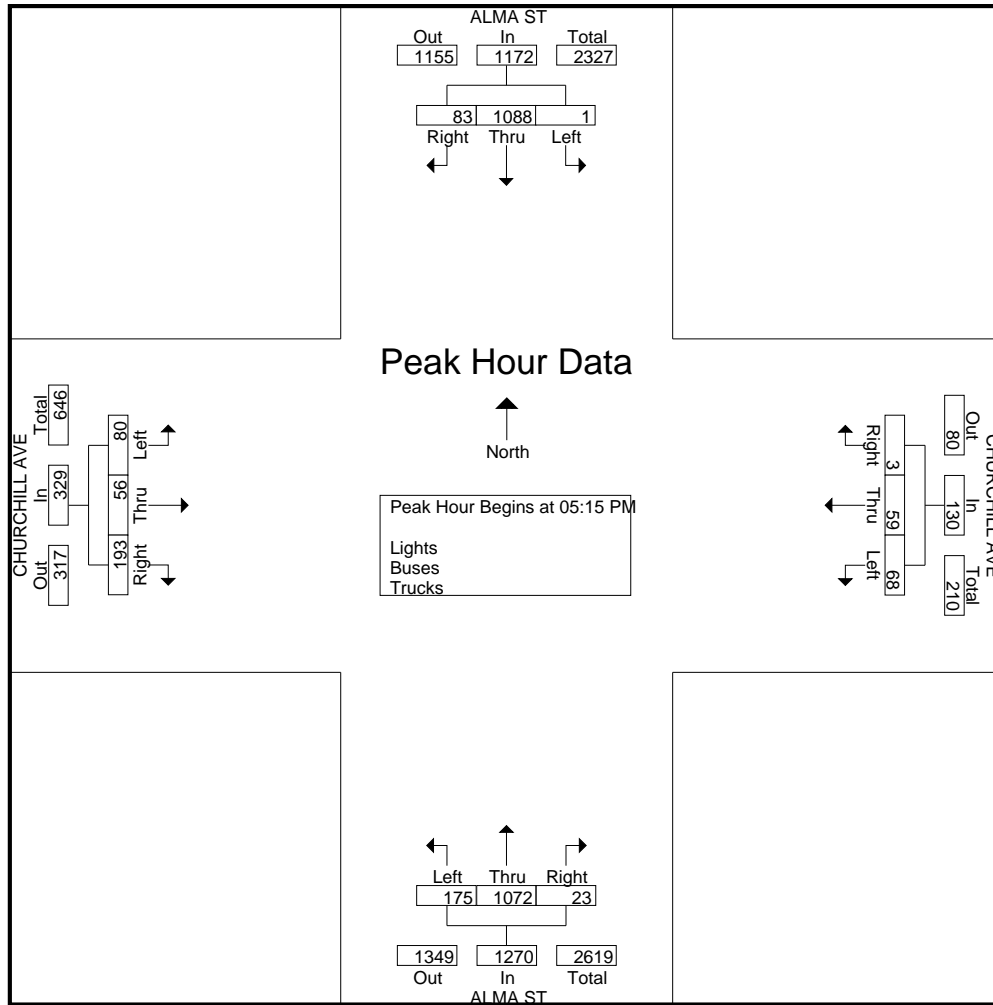 ALMA ST
Out In Total
1155 1172 2327
83 1088 1
Right Thru Left
Peak Hour Data
North
Peak Hour Begins at 05:15 PM
Lights
Buses
Trucks
CHURCHILL AVE
Out In Total
317 329 646
193 56 80
Right Thru Left
CHURCHILL AVE
Out In Total
80 130 210
3 59 68
Right Thru Left
Left Thru Right
175 1072 23
1349 1270 2619
Out In Total
ALMA ST